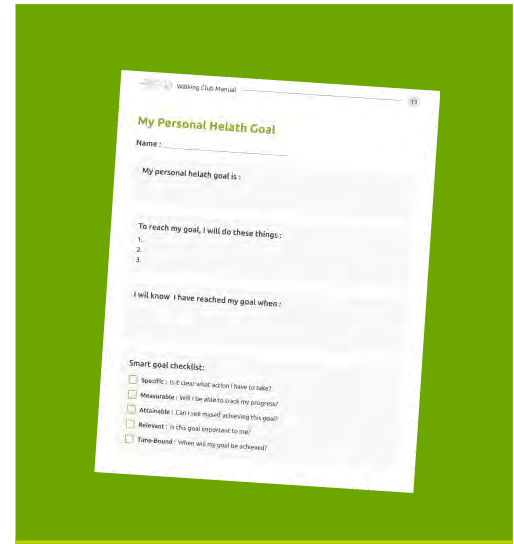 Walking Club Manual
13
My Personal Helath Goal
Name :
My personal helath goal is :
To reach my goal, I will do these things :
1.
2.
3.
I wil know I have reached my goal when :
Smart goal checklist:
Specific : Is it clear what action I have to take?
Measurable : Will I be able to track my progress?
Attainable : Can I see myself achieving this goal?
Relevant : Is this goal important to me?
Time-Bound : When will my goal be achieved?